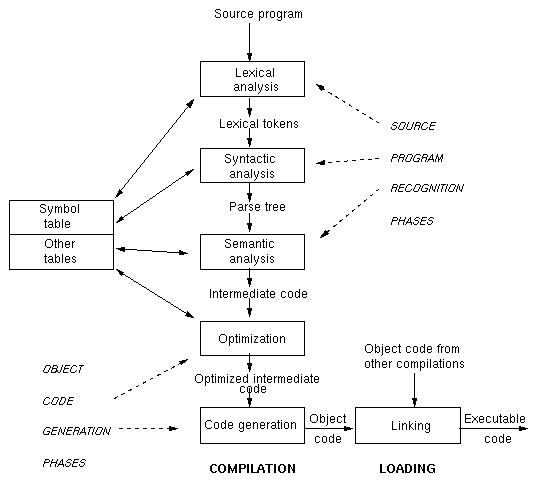 Source program
Lexical
analysis
Lexical tokens
SOURCE
Syntactic
analysis
PROGRAM
RECOGNITION
Parse tree
PHASES
Symbol
table
Other
tables
Semantic
analysis
Intermediate code
Optimization
Object code from
other compilations
OBJECT
Optimized intermediate
code
CODE
GENERATION
PHASES
Code generation
Object
code
Linking
Executable
code
COMPILATION
LOADING